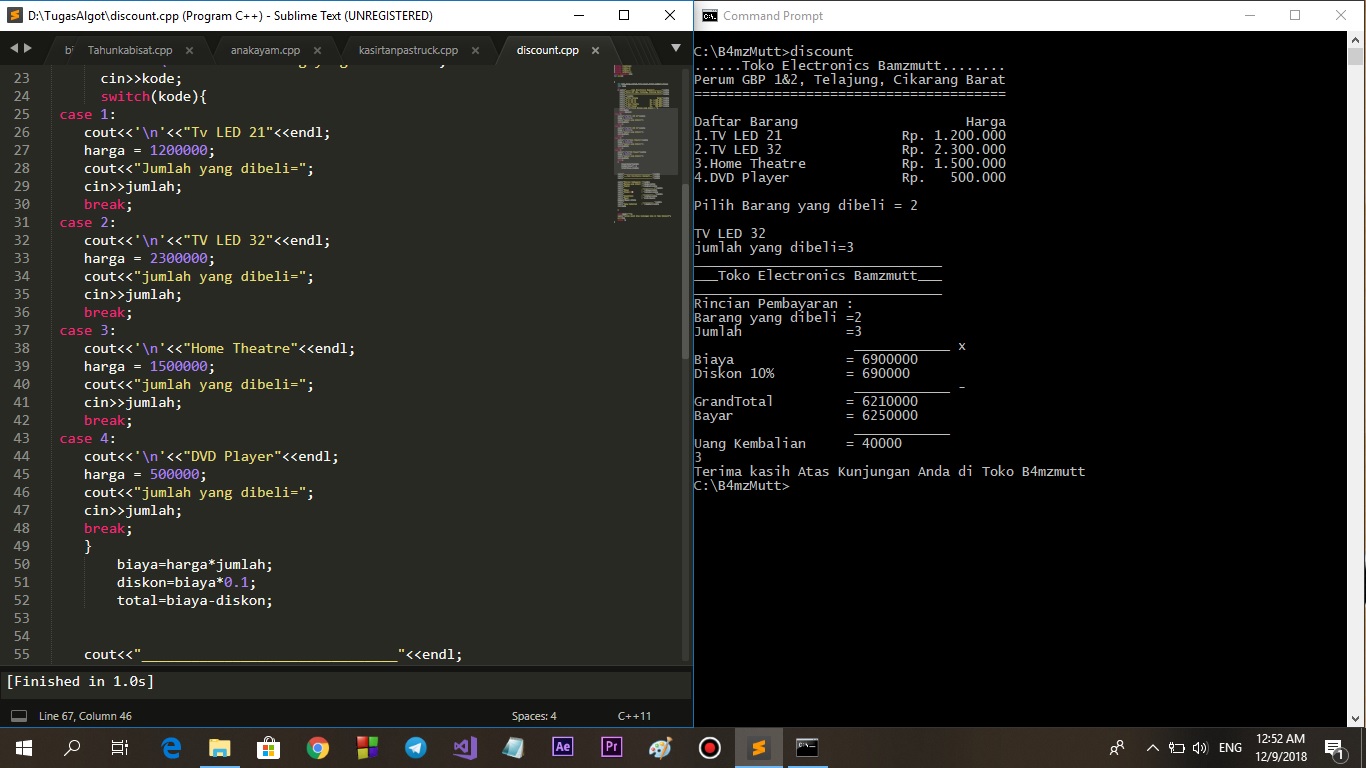 D:\TugasAlgot\discount.cpp (Program C++) - Sublime Text (UNREGISTERED)
Tahunkabisat.cpp anakayam.cpp kasirtanpastruck.cpp discount.cpp
23 cin>>kode;
24 switch(kode){
25 case 1:
26 cout<<'\n'<<"Tv LED 21"<<endl;
27 harga = 1200000;
28 cout<<"Jumlah yang dibeli=";
29 cin>>jumlah;
30 break;
31 case 2:
32 cout<<'\n'<<"TV LED 32"<<endl;
33 harga = 2300000;
34 cout<<"jumlah yang dibeli=";
35 cin>>jumlah;
36 break;
37 case 3:
38 cout<<'\n'<<"Home Theatre"<<endl;
39 harga = 1500000;
40 cout<<"jumlah yang dibeli=";
41 cin>>jumlah;
42 break;
43 case 4:
44 cout<<'\n'<<"DVD Player"<<endl;
45 harga = 500000;
46 cout<<"jumlah yang dibeli=";
47 cin>>jumlah;
48 break;
49 }
50 biaya=harga*jumlah;
51 diskon=biaya*0.1;
52 total=biaya-diskon;
53
54
55 cout<<"_______________________________"<<endl;
[Finished in 1.0s]
Line 67, Column 46 Spaces: 4 C++11
Command Prompt
C:\B4mzMutt>discount
......Toko Electronics Bamzmutt........
Perum GBP 1&2, Telajung, Cikarang Barat
=======================================
Daftar Barang Harga
1.TV LED 21 Rp. 1.200.000
2.TV LED 32 Rp. 2.300.000
3.Home Theatre Rp. 1.500.000
4.DVD Player Rp. 500.000
Pilih Barang yang dibeli = 2
TV LED 32
jumlah yang dibeli=3
_______________________________
___Toko Electronics Bamzmutt___
_______________________________
Rincian Pembayaran :
Barang yang dibeli =2
Jumlah =3
____________ x
Biaya = 6900000
Diskon 10% = 690000
____________ -
GrandTotal = 6210000
Bayar = 6250000
____________
Uang Kembalian = 40000
3
Terima kasih Atas Kunjungan Anda di Toko B4mzmutt
C:\B4mzMutt>
Ae Pr ENG 12:52 AM
12/9/2018 1